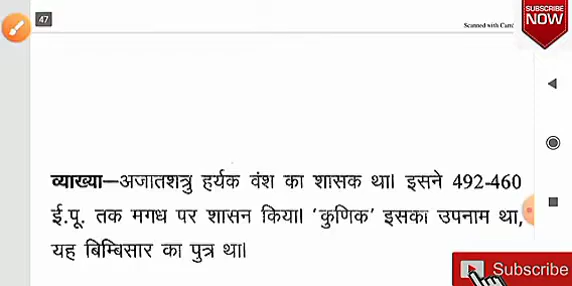 47
Scanned with Cam
SUBSCRIBE
NOW
व्याख्या—अजातशत्रु हर्यक वंश का शासक था। इसने 492-460
ई.पू. तक मगध पर शासन किया। 'कुणिक' इसका उपनाम था,
यह बिम्बिसार का पुत्र था।
Subscribe